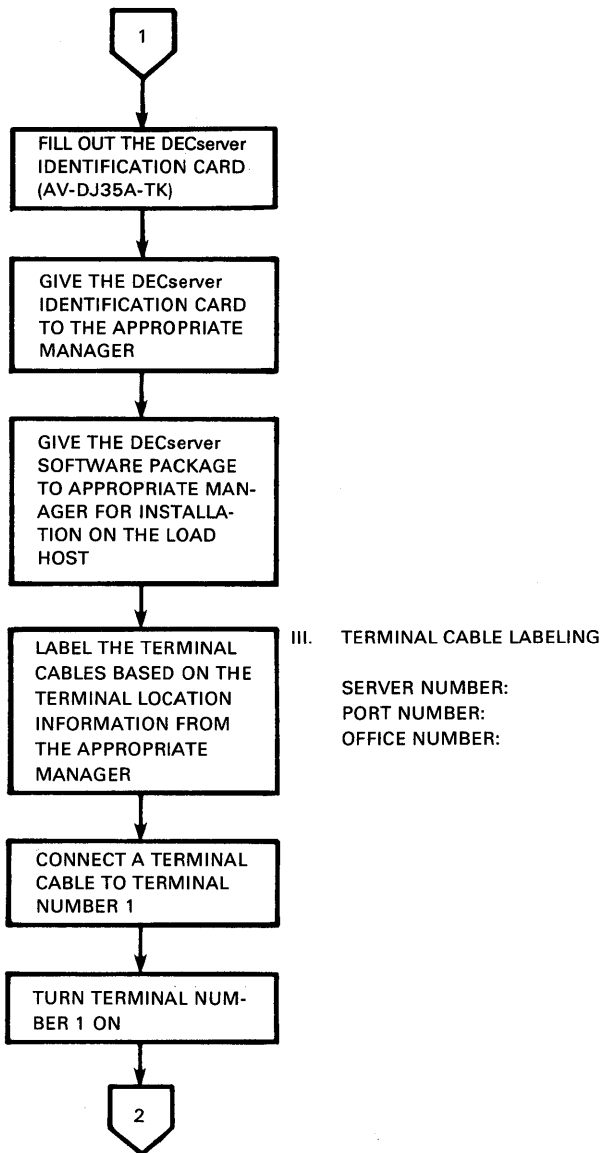 1
FILL OUT THE DECserver
IDENTIFICATION CARD
(AV-DJ35A-TK)
GIVE THE DECserver
IDENTIFICATION CARD
TO THE APPROPRIATE
MANAGER
GIVE THE DECserver
SOFTWARE PACKAGE
TO APPROPRIATE MAN-
AGER FOR INSTALLA-
TION ON THE LOAD
HOST
LABEL THE TERMINAL
CABLES BASED ON THE
TERMINAL LOCATION
INFORMATION FROM
THE APPROPRIATE
MANAGER
III. TERMINAL CABLE LABELING
SERVER NUMBER:
PORT NUMBER:
OFFICE NUMBER:
CONNECT A TERMINAL
CABLE TO TERMINAL
NUMBER 1
TURN TERMINAL NUM-
BER 1 ON
2